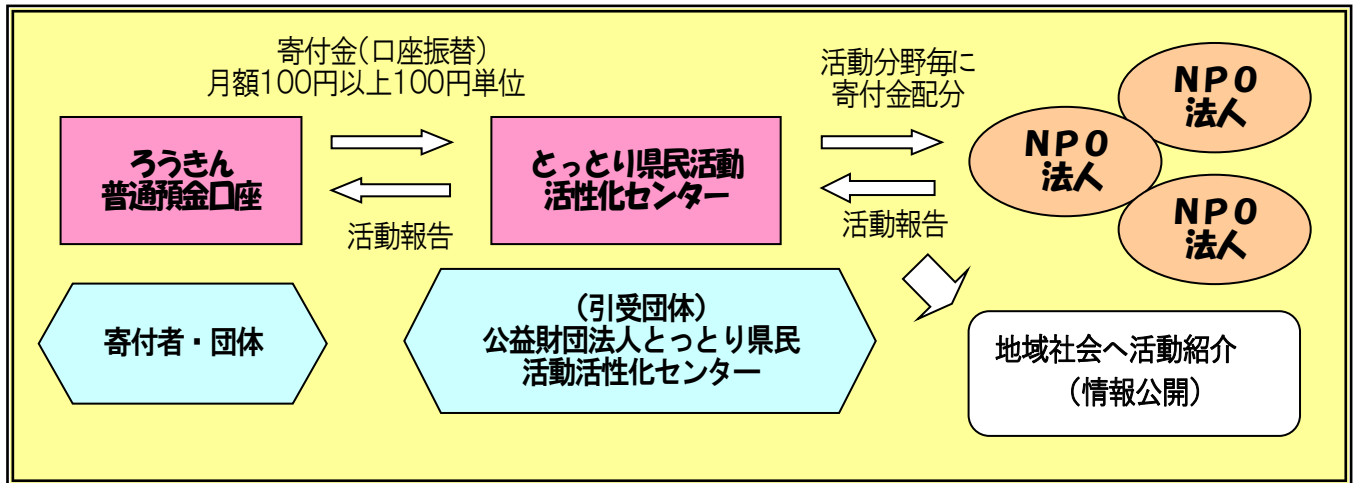 寄付金(口座振替)
月額100円以上100円単位
活動分野毎に
寄付金配分
ろうきん
普通預金口座
とっとり県民活動
活性化センター
NPO
法人
NPO
法人
NPO
法人
活動報告
活動報告
寄付者・団体
(引受団体)
公益財団法人とっとり県民
活動活性化センター
地域社会へ活動紹介
(情報公開)